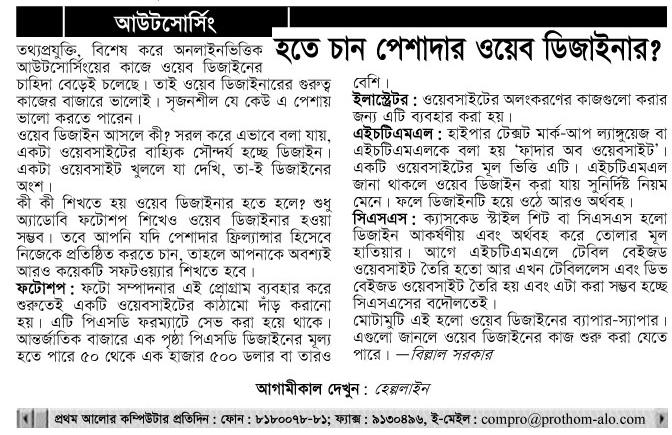 আউটসোর্সিং
হতে চান পেশাদার ওয়েব ডিজাইনার?
তথ্যপ্রযুক্তি, বিশেষ করে অনলাইনভিত্তিক
আউটসোর্সিংয়ের কাজে ওয়েব ডিজাইনের
চাহিদা বেড়েই চলেছে। তাই ওয়েব ডিজাইনারের গুরুত্ব
কাজের বাজারে ভালোই। সৃজনশীল যে কেউ এ পেশায়
ভালো করতে পারেন।
ওয়েব ডিজাইন আসলে কী? সরল করে এভাবে বলা যায়,
একটা ওয়েবসাইটের বাহ্যিক সৌন্দর্য হচ্ছে ডিজাইন।
একটা ওয়েবসাইট খুললে যা দেখি, তা-ই ডিজাইনের
অংশ।
কী কী শিখতে হয় ওয়েব ডিজাইনার হতে হলে? শুধু
অ্যাডোবি ফটোশপ শিখেও ওয়েব ডিজাইনার হওয়া
সম্ভব। তবে আপনি যদি পেশাদার ফ্রিল্যান্সার হিসেবে
নিজেকে প্রতিষ্ঠিত করতে চান, তাহলে আপনাকে অবশ্যই
আরও কয়েকটি সফটওয়্যার শিখতে হবে।
ফটোশপ : ফটো সম্পাদনার এই প্রোগ্রাম ব্যবহার করে
শুরুতেই একটি ওয়েবসাইটের কাঠামো দাঁড় করানো
হয়। এটি পিএসডি ফরম্যাটে সেভ করা হয়ে থাকে।
আন্তর্জাতিক বাজারে এক পৃষ্ঠা পিএসডি ডিজাইনের মূল্য
হতে পারে ৫০ থেকে এক হাজার ৫০০ ডলার বা তারও
বেশি।
ইলাস্ট্রেটর : ওয়েবসাইটের অলংকরণের কাজগুলো করার
জন্য এটি ব্যবহার করা হয়।
এইচটিএমএল : হাইপার টেক্সট মার্ক-আপ ল্যাঙ্গুয়েজ বা
এইচটিএমএলকে বলা হয় ‘ফাদার অব ওয়েবসাইট’।
একটি ওয়েবসাইটের মূল ভিত্তি এটি। এইচটিএমএল
জানা থাকলে ওয়েব ডিজাইন করা যায় সুনির্দিষ্ট নিয়ম
মেনে। ফলে ডিজাইনটি হয়ে ওঠে আরও অর্থবহ।
সিএসএস : ক্যাসকেড স্টাইল শিট বা সিএসএস হলো
ডিজাইন আকর্ষণীয় এবং অর্থবহ করে তোলার মূল
হাতিয়ার। আগে এইচটিএমএলে টেবিল বেইজড
ওয়েবসাইট তৈরি হতো আর এখন টেবিললেস এবং ডিভ
বেইজড ওয়েবসাইট তৈরি হয় এবং এটা করা সম্ভব হচ্ছে
সিএসএসের বদৌলতেই।
মোটামুটি এই হলো ওয়েব ডিজাইনের ব্যাপার-স্যাপার।
এগুলো জানলে ওয়েব ডিজাইনের কাজ শুরু করা যেতে
পারে। —বিল্লাল সরকার
আগামীকাল দেখুন : হেল্পলাইন
প্রথম আলোর কম্পিউটার প্রতিদিন : ফোন : ৮১৮০০৭৮-৮১; ফ্যাক্স : ৯১৩০৪৯৬, ই-মেইল : compro@prothom-alo.com